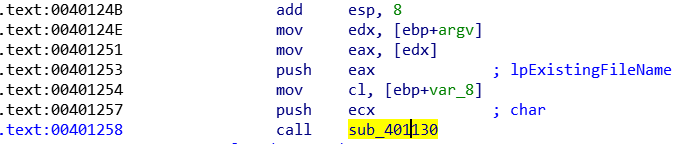 .text:0040124B add esp, 8
.text:0040124E mov edx, [ebp+argv]
.text:00401251 mov eax, [edx]
.text:00401253 push eax ; lpExistingFileName
.text:00401254 mov cl, [ebp+var_8]
.text:00401257 push ecx ; char
.text:00401258 call sub_401130